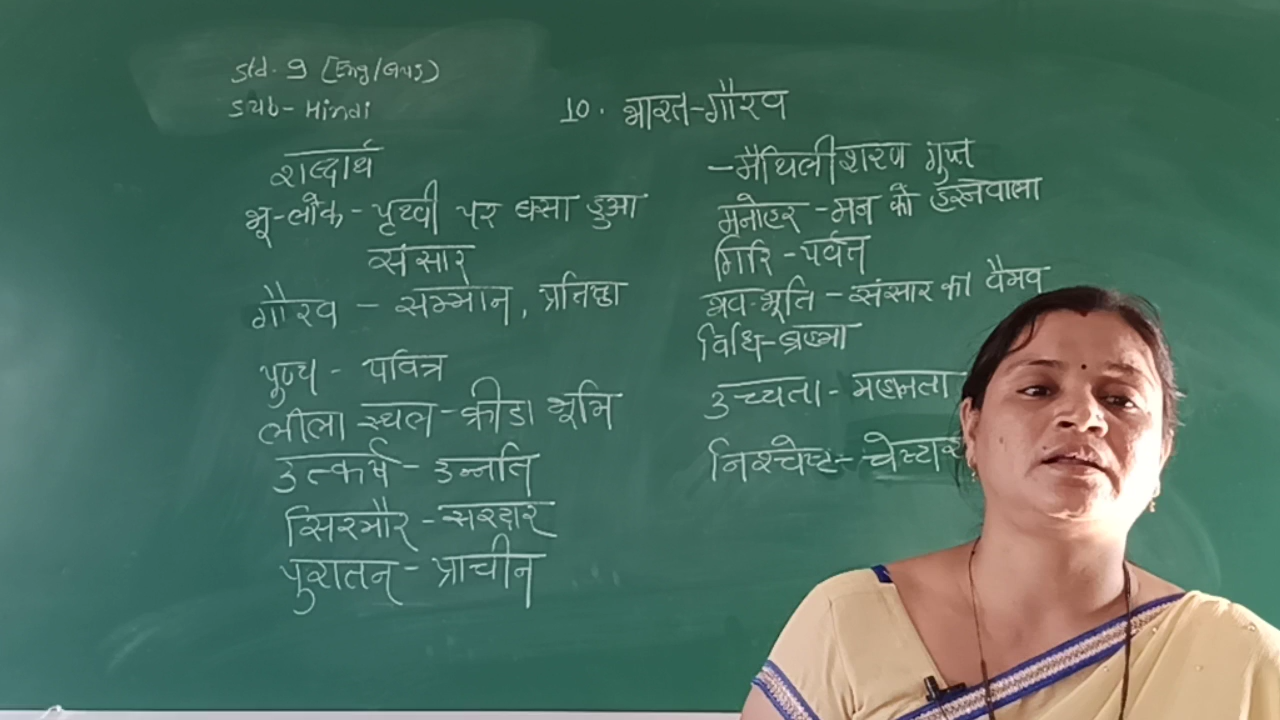 Std. 9 (Eng/Guj)
Sub- Hindi
10. भारत-गौरव
- मैथिलीशरण गुप्त
शब्दार्थ
भू-लोक - पृथ्वी पर बसा हुआ
संसार
गौरव - सम्मान, प्रतिष्ठा
पूण्य - पवित्र
लीला स्थल - क्रीडा भूमि
उत्कर्ष - उन्नति
सिरमौर - सरदार
पुरातन - प्राचीन
मनोहर - मन को हरनेवाला
गिरि - पर्वत
भव-भूति - संसार का वैभव
विधि - ब्रह्मा
उच्चता - महानता
निश्चेष्ट -